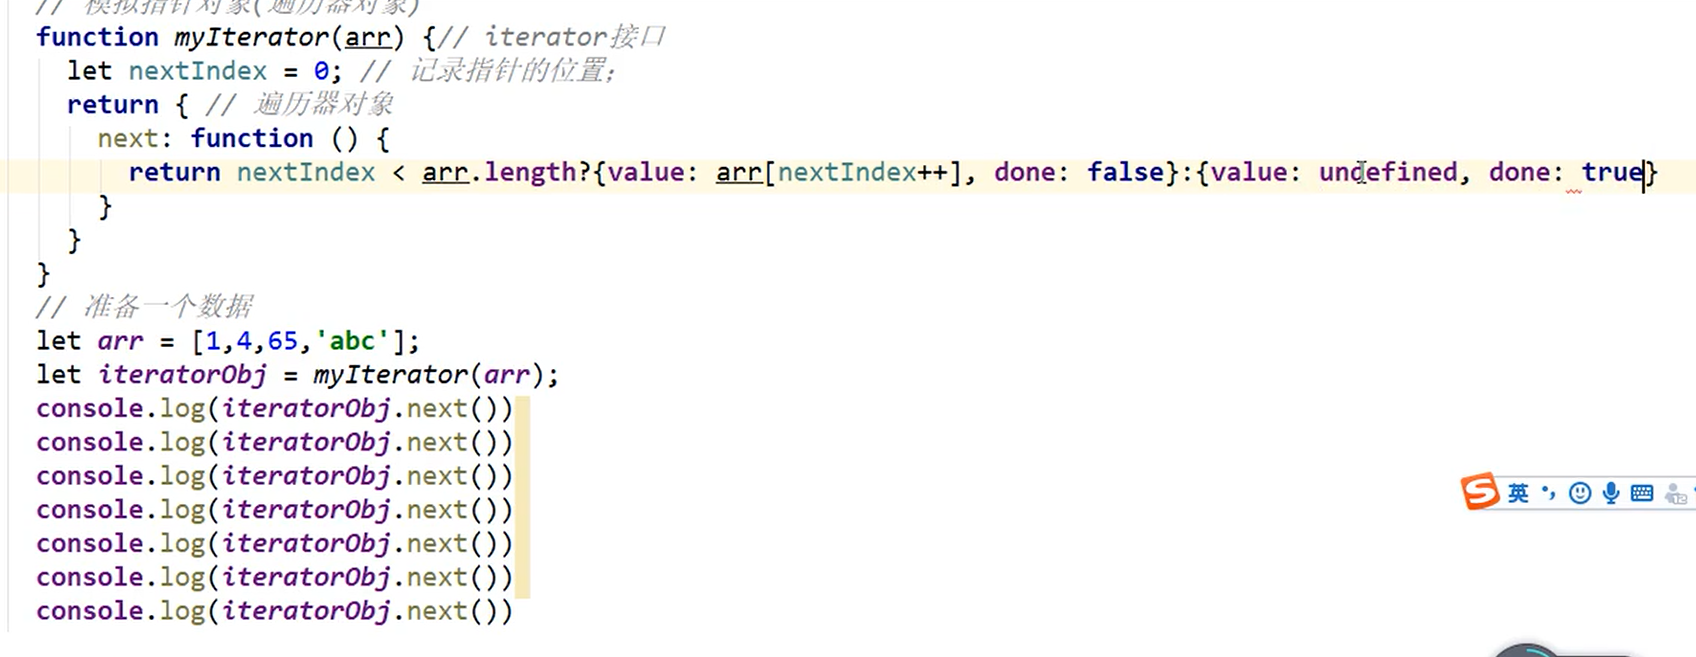 // 模拟指针对象(遍历器对象)
function myIterator(arr) {// iterator接口
let nextIndex = 0; // 记录指针的位置;
return { // 遍历器对象
next: function () {
return nextIndex < arr.length?{value: arr[nextIndex++], done: false}:{value: undefined, done: true}
}
}
}
// 准备一个数据
let arr = [1,4,65,'abc'];
let iteratorObj = myIterator(arr);
console.log(iteratorObj.next())
console.log(iteratorObj.next())
console.log(iteratorObj.next())
console.log(iteratorObj.next())
console.log(iteratorObj.next())
console.log(iteratorObj.next())
console.log(iteratorObj.next())
S 英